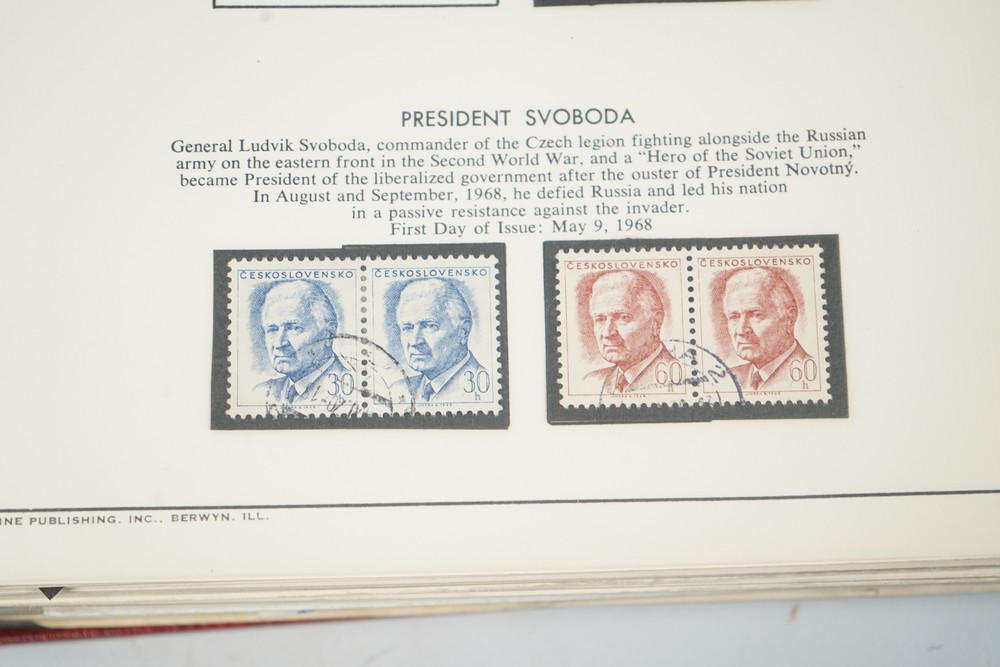 PRESIDENT SVOBODA
General Ludvik Svoboda, commander of the Czech legion fighting alongside the Russian
army on the eastern front in the Second World War, and a “Hero of the Soviet Union,”
became President of the liberalized government after the ouster of President Novotný.
In August and September, 1968, he defied Russia and led his nation
in a passive resistance against the invader.
First Day of Issue: May 9, 1968
ČESKOSLOVENSKO ČESKOSLOVENSKO
30 h 30 h
ČESKOSLOVENSKO ČESKOSLOVENSKO
60 h 60 h
PUBLISHING, INC., BERWYN, ILL.